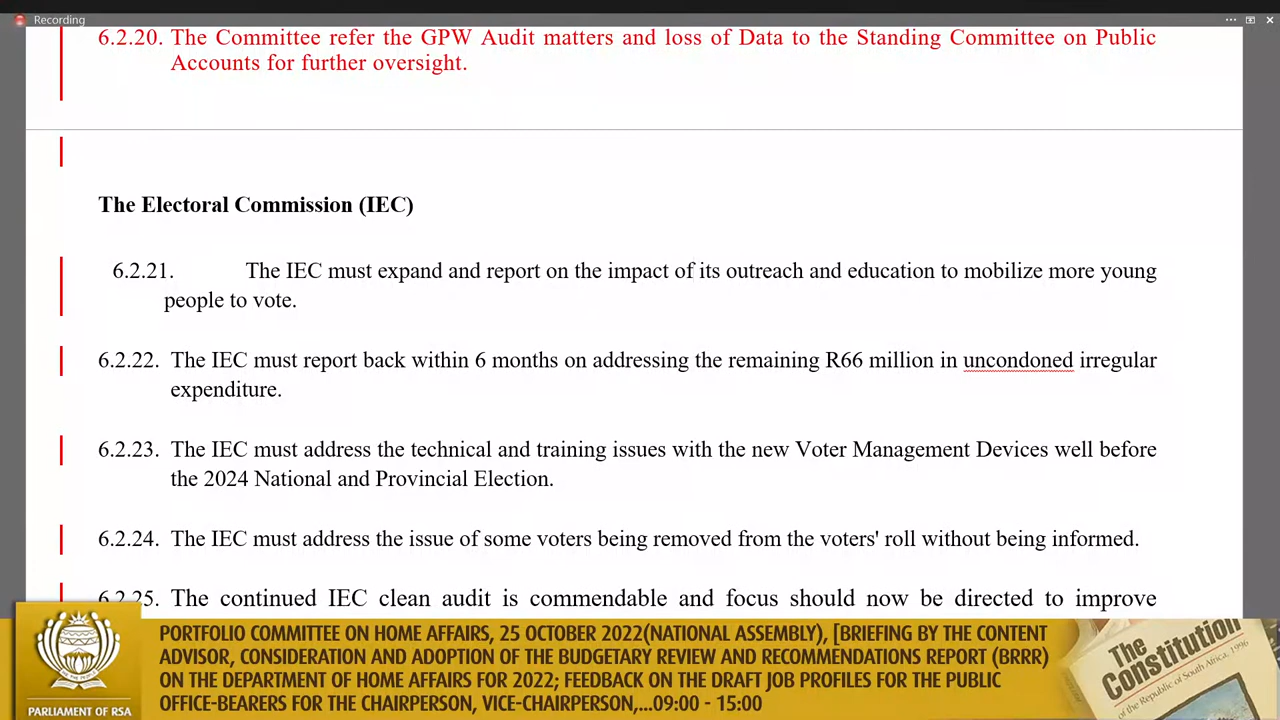 Recording
6.2.20. The Committee refer the GPW Audit matters and loss of Data to the Standing Committee on Public
Accounts for further oversight.
The Electoral Commission (IEC)
6.2.21. The IEC must expand and report on the impact of its outreach and education to mobilize more young
people to vote.
6.2.22. The IEC must report back within 6 months on addressing the remaining R66 million in uncondoned irregular
expenditure.
6.2.23. The IEC must address the technical and training issues with the new Voter Management Devices well before
the 2024 National and Provincial Election.
6.2.24. The IEC must address the issue of some voters being removed from the voters' roll without being informed.
6.2.25. The continued IEC clean audit is commendable and focus should now be directed to improve
PORTFOLIO COMMITTEE ON HOME AFFAIRS, 25 OCTOBER 2022(NATIONAL ASSEMBLY), [BRIEFING BY THE CONTENT
ADVISOR, CONSIDERATION AND ADOPTION OF THE BUDGETARY REVIEW AND RECOMMENDATIONS REPORT (BRRR)
ON THE DEPARTMENT OF HOME AFFAIRS FOR 2022; FEEDBACK ON THE DRAFT JOB PROFILES FOR THE PUBLIC
OFFICE-BEARERS FOR THE CHAIRPERSON, VICE-CHAIRPERSON,...09:00 - 15:00
PARLIAMENT OF RSA
The
Constitution
of the Republic of South Africa, 1996